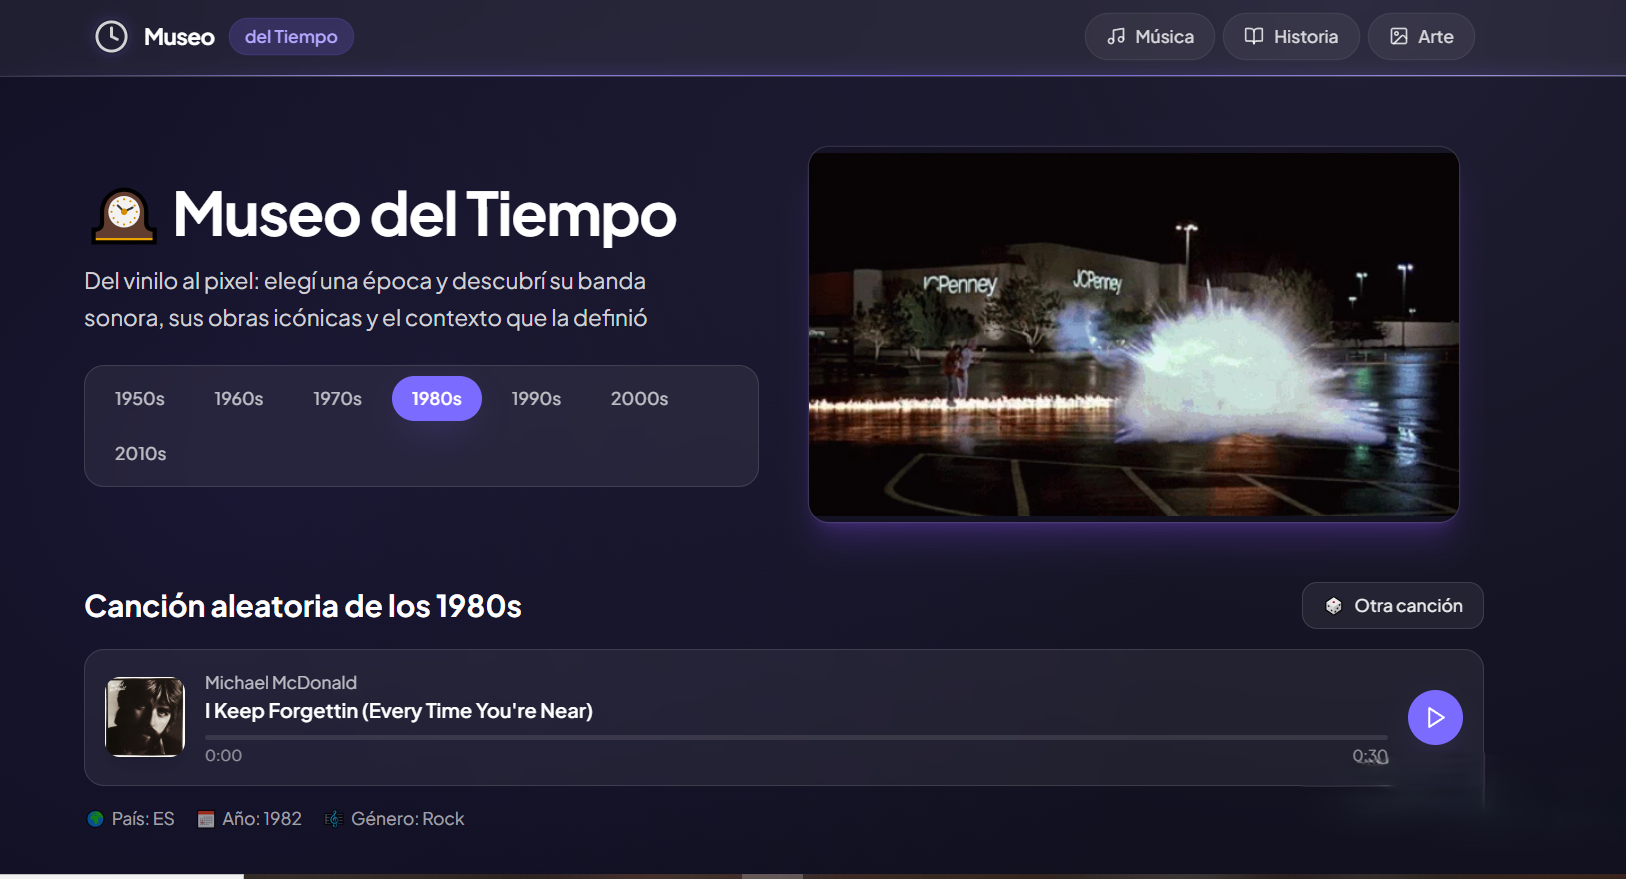 Museo del Tiempo
Música Historia Arte
Museo del Tiempo
Del vinilo al pixel: elegí una época y descubrí su banda
sonora, sus obras icónicas y el contexto que la definió
JCPenney JCPenney
1950s 1960s 1970s 1980s 1990s 2000s
2010s
Canción aleatoria de los 1980s
Otra canción
Michael McDonald
I Keep Forgettin (Every Time You're Near)
0:00 0:30
País: ES Año: 1982 Género: Rock